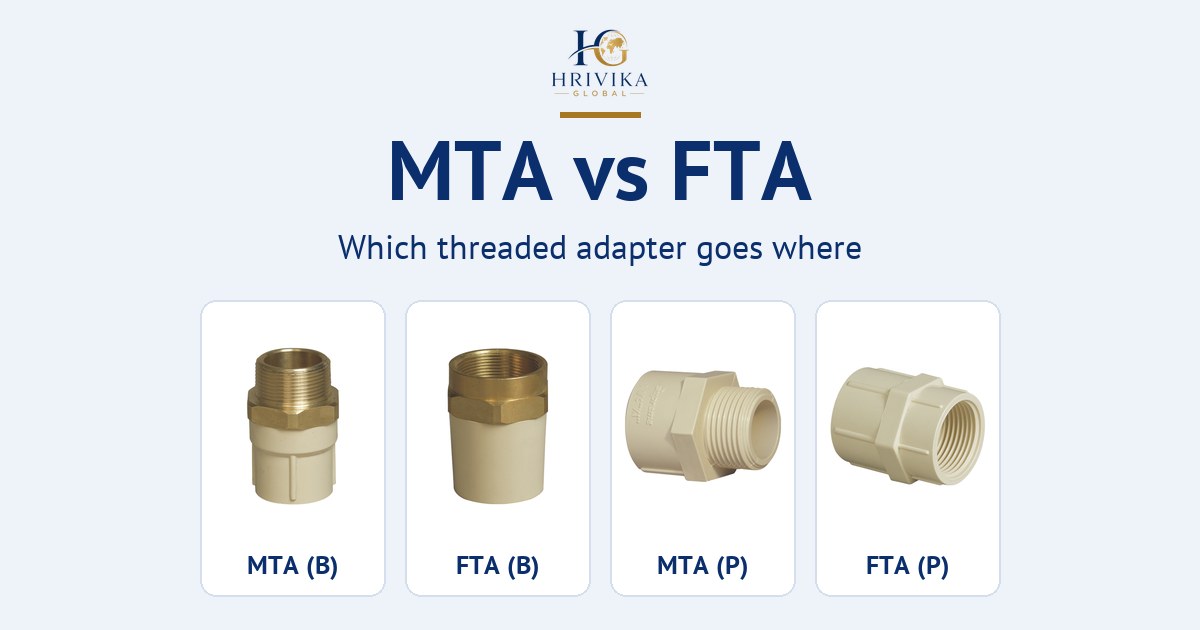 HG
HRIVIKA
GLOBAL
MTA vs FTA
Which threaded adapter goes where
MTA (B)
FTA (B)
MTA (P)
FTA (P)